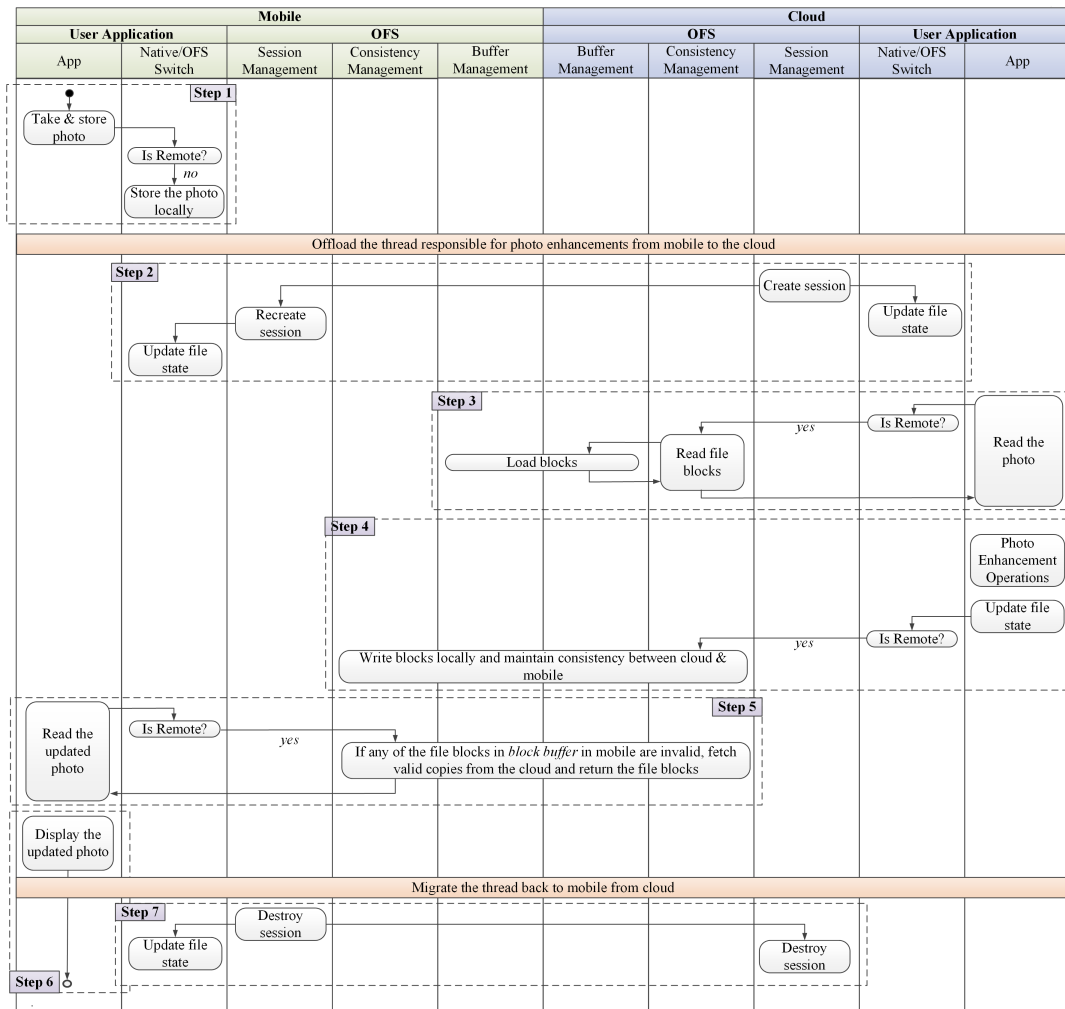 Mobile
Cloud
User Application
OFS
OFS
User Application
App
Native/OFS
Switch
Session
Management
Consistency
Management
Buffer
Management
Buffer
Management
Consistency
Management
Session
Management
Native/OFS
Switch
App
Step 1
Take & store
photo
Is Remote?
no
Store the photo
locally
Offload the thread responsible for photo enhancements from mobile to the cloud
Step 2
Create session
Recreate
session
Update file
state
Update file
state
Step 3
Is Remote?
yes
Read the
photo
Read file
blocks
Load blocks
Step 4
Photo
Enhancement
Operations
Update file
state
Is Remote?
yes
Write blocks locally and maintain consistency between cloud &
mobile
Step 5
Read the
updated
photo
Is Remote?
yes
If any of the file blocks in block buffer in mobile are invalid, fetch
valid copies from the cloud and return the file blocks
Display the
updated photo
Migrate the thread back to mobile from cloud
Step 7
Destroy
session
Update file
state
Destroy
session
Step 6